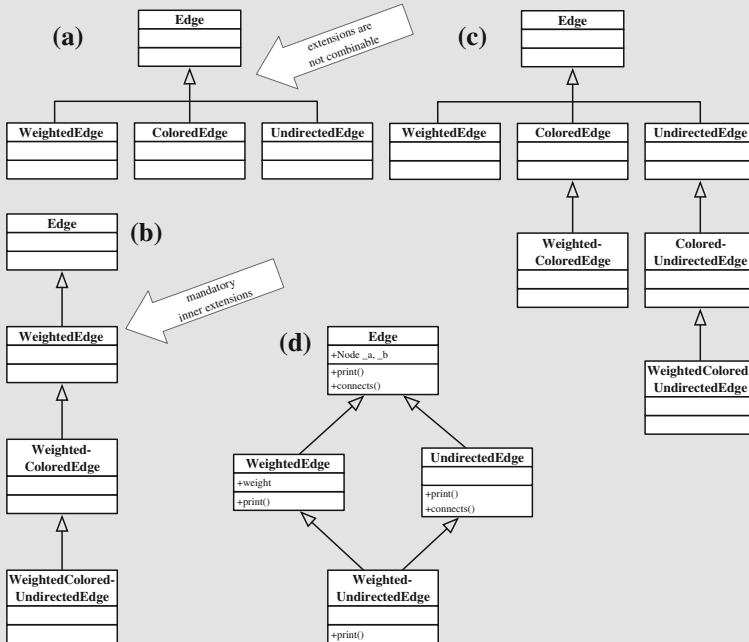 (a)
Edge
extensions are
not combinable
WeightedEdge
ColoredEdge
UndirectedEdge
(c)
Edge
WeightedEdge
ColoredEdge
UndirectedEdge
Weighted-
ColoredEdge
Colored-
UndirectedEdge
WeightedColored
UndirectedEdge
(b)
Edge
mandatory
inner extensions
WeightedEdge
Weighted-
ColoredEdge
WeightedColored-
UndirectedEdge
(d)
Edge
+Node _a, _b
+print()
+connects()
WeightedEdge
+weight
+print()
UndirectedEdge
+print()
+connects()
Weighted-
UndirectedEdge
+print()